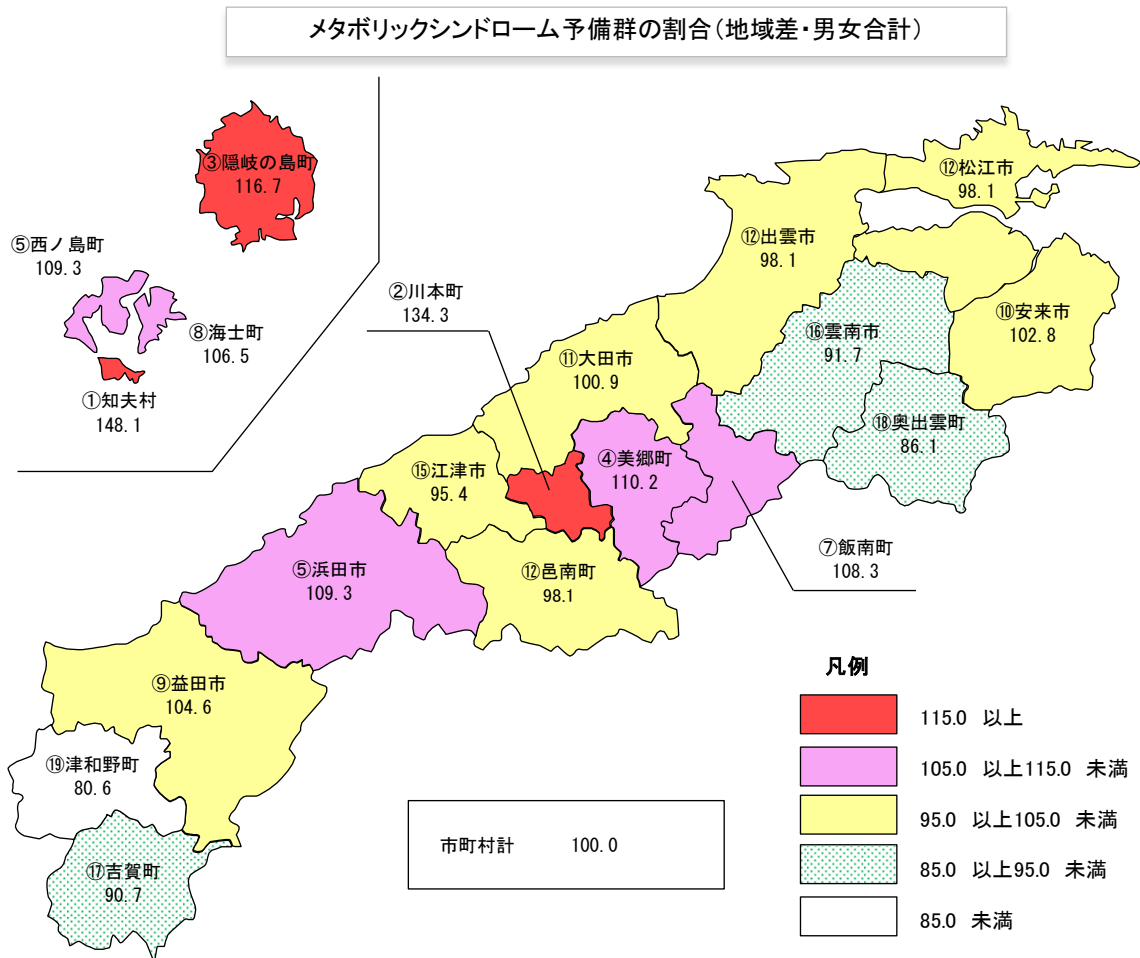 メタボリックシンドローム予備群の割合(地域差・男女合計)
③隠岐の島町
116.7
⑤西ノ島町
109.3
⑧海士町
106.5
①知夫村
148.1
②川本町
134.3
⑫松江市
98.1
⑫出雲市
98.1
⑩安来市
102.8
⑯雲南市
91.7
⑱奥出雲町
86.1
⑪大田市
100.9
④美郷町
110.2
⑦飯南町
108.3
⑮江津市
95.4
⑤浜田市
109.3
⑫邑南町
98.1
⑨益田市
104.6
⑲津和野町
80.6
⑰吉賀町
90.7
市町村計 100.0
凡例
115.0 以上
105.0 以上115.0 未満
95.0 以上105.0 未満
85.0 以上95.0 未満
85.0 未満